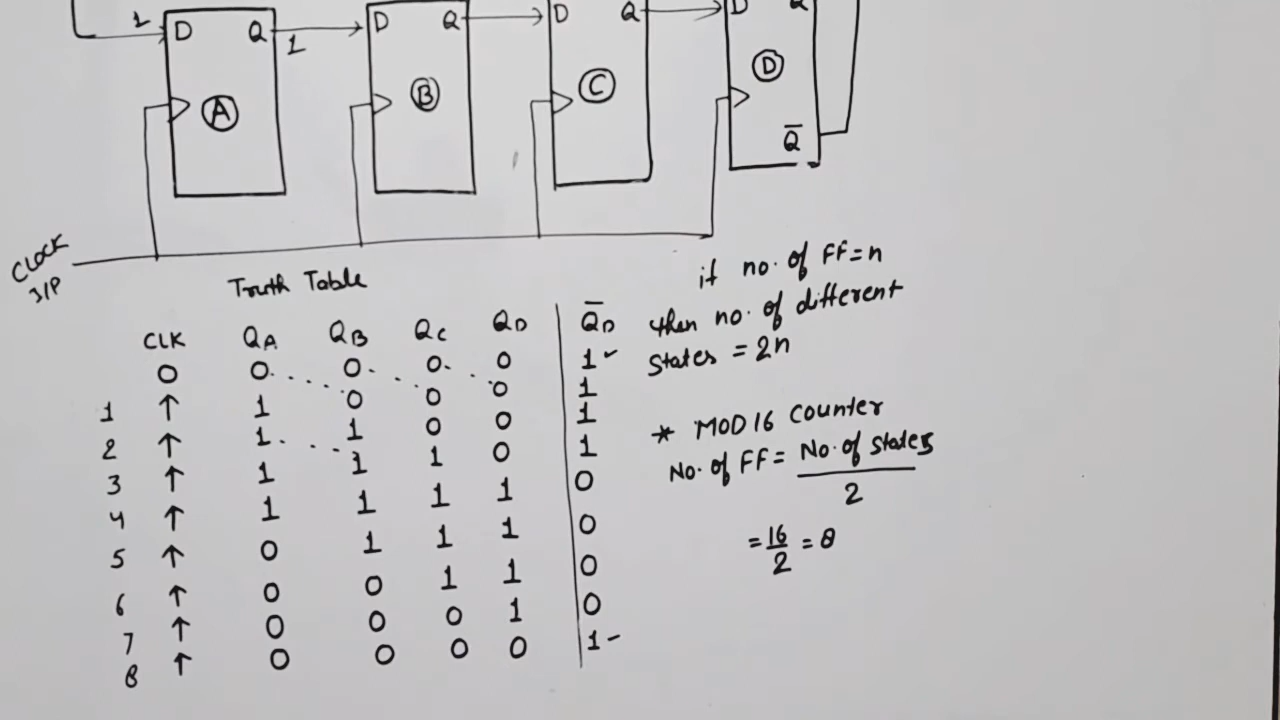 1 D Q 1 D Q D Q D Q
A B C D
Q̅
CLOCK
I/P
Truth Table
CLK QA QB QC QD Q̅D
0 0 0 0 0 1
1 ↑ 1 0 0 0 1
2 ↑ 1 1 0 0 1
3 ↑ 1 1 1 0 1
4 ↑ 1 1 1 1 0
5 ↑ 0 1 1 1 0
6 ↑ 0 0 1 1 0
7 ↑ 0 0 0 1 0
8 ↑ 0 0 0 0 1
if no. of FF=n
then no. of different
states = 2n
* MOD 16 Counter
No. of FF = No. of states
2
= 16/2 = 8